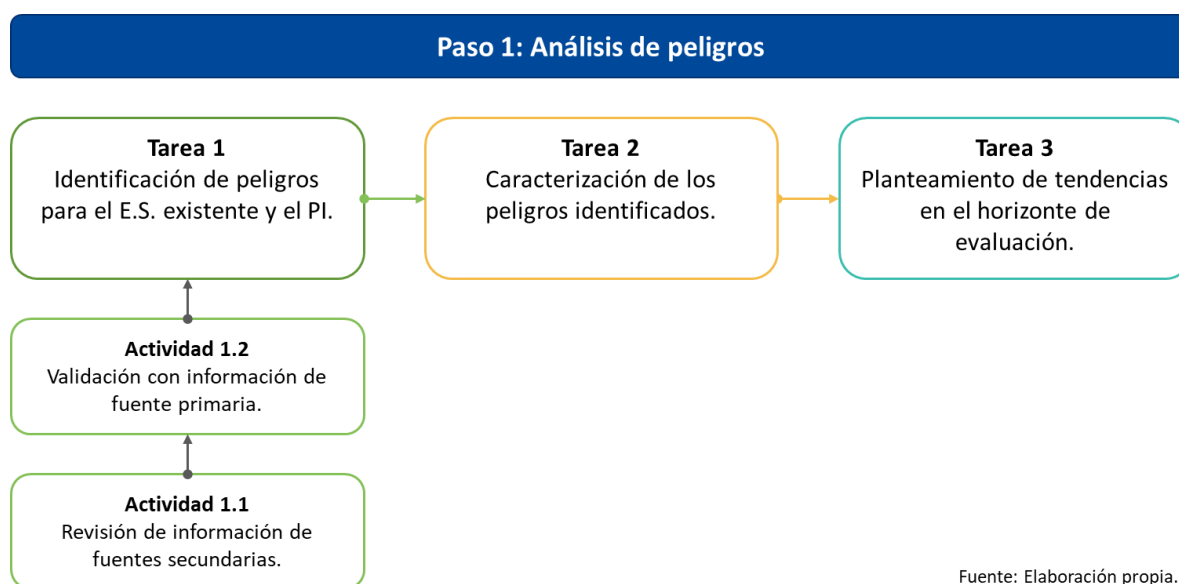 Paso 1: Análisis de peligros
Tarea 1
Identificación de peligros
para el E.S. existente y el PI.
Tarea 2
Caracterización de los
peligros identificados.
Tarea 3
Planteamiento de tendencias
en el horizonte de
evaluación.
Actividad 1.2
Validación con información de
fuente primaria.
Actividad 1.1
Revisión de información de
fuentes secundarias.
Fuente: Elaboración propia.